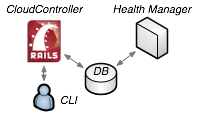 CloudController
Health Manager
RAILS
DB
CLI